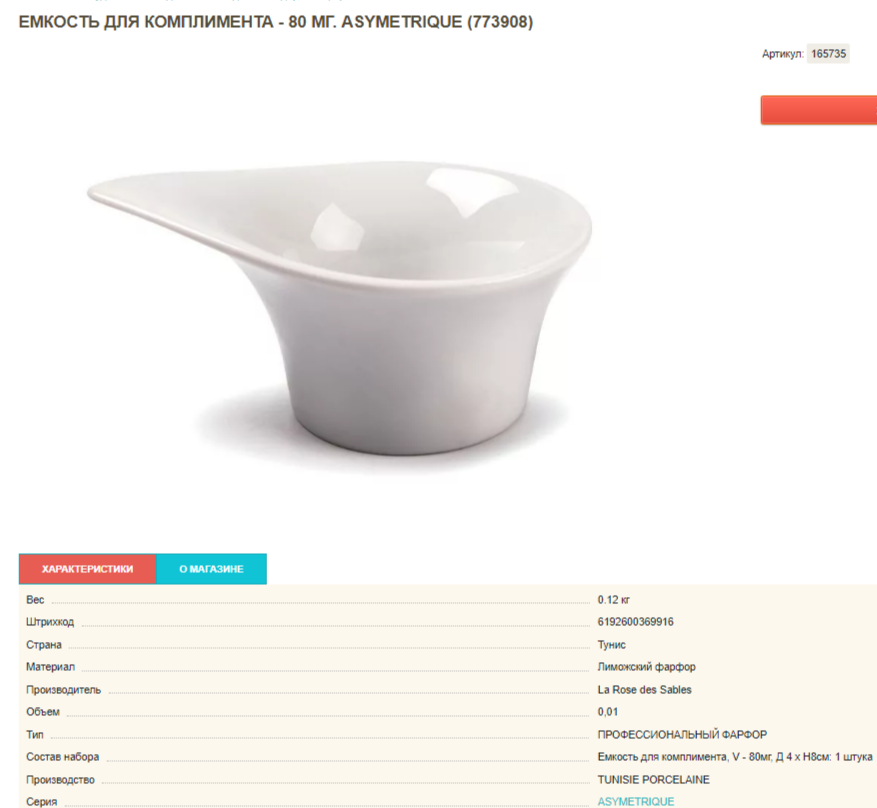 ЕМКОСТЬ ДЛЯ КОМПЛИМЕНТА - 80 МГ. ASYMETRIQUE (773908)
Артикул: 165735
ХАРАКТЕРИСТИКИ О МАГАЗИНЕ
Вес 0.12 кг
Штрихкод 6192600369916
Страна Тунис
Материал Лиможский фарфор
Производитель La Rose des Sables
Объем 0,01
Тип ПРОФЕССИОНАЛЬНЫЙ ФАРФОР
Состав набора Емкость для комплимента, V - 80мг, Д 4 x H8см: 1 штука
Производство TUNISIE PORCELAINE
Серия ASYMETRIQUE